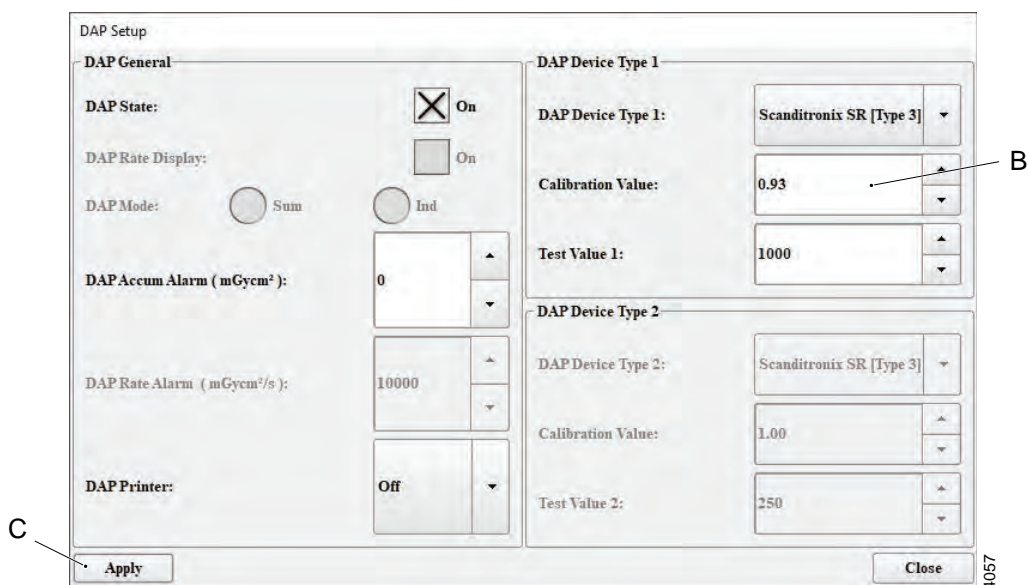 DAP Setup
DAP General
DAP State: On
DAP Rate Display: On
DAP Mode: Sum Ind
DAP Accum Alarm ( mGycm² ): 0
DAP Rate Alarm ( mGycm²/s ): 10000
DAP Printer: Off
DAP Device Type 1
DAP Device Type 1: Scanditronix SR [Type 3]
Calibration Value: 0.93
B
Test Value 1: 1000
DAP Device Type 2
DAP Device Type 2: Scanditronix SR [Type 3]
Calibration Value: 1.00
Test Value 2: 250
C
Apply
Close